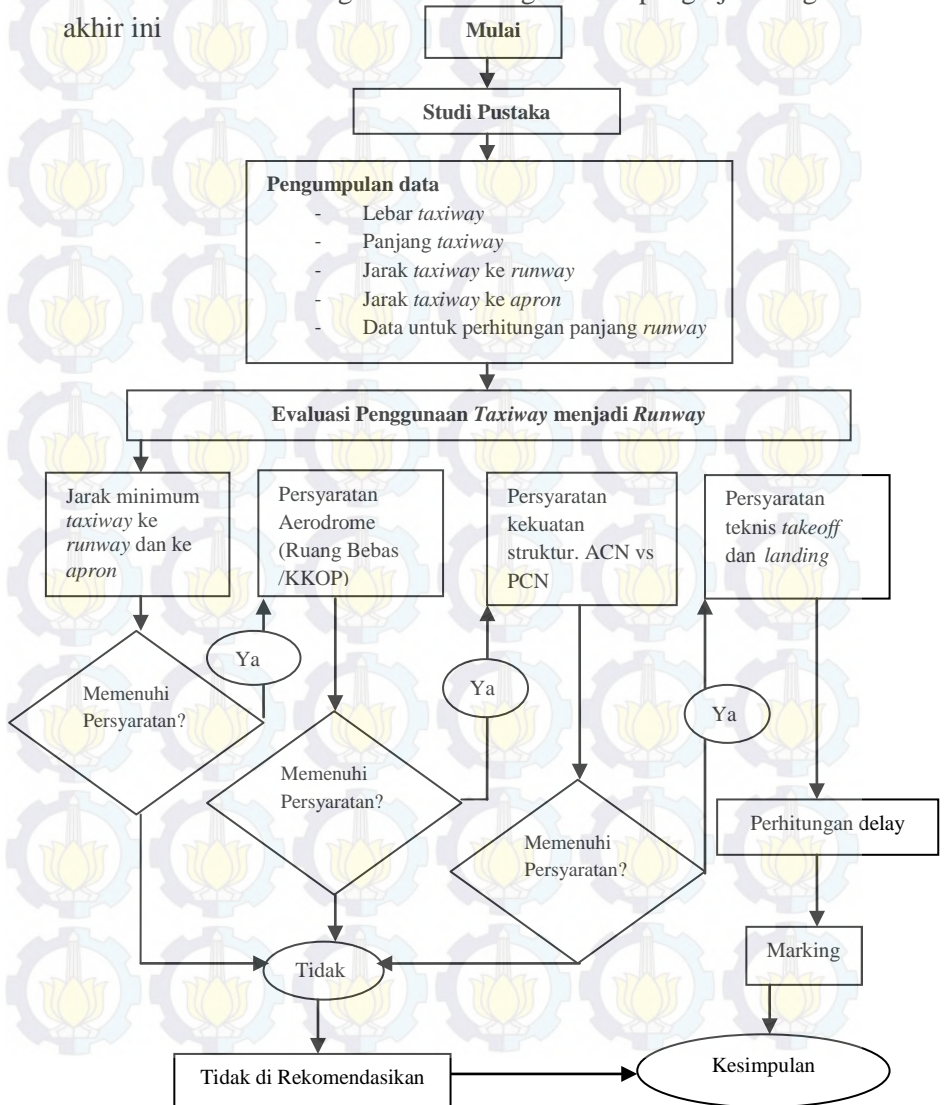 akhir ini
Mulai
Studi Pustaka
Pengumpulan data
- Lebar taxiway
- Panjang taxiway
- Jarak taxiway ke runway
- Jarak taxiway ke apron
- Data untuk perhitungan panjang runway
Evaluasi Penggunaan Taxiway menjadi Runway
Jarak minimum
taxiway ke
runway dan ke
apron
Persyaratan
Aerodrome
(Ruang Bebas
/KKOP)
Persyaratan
kekuatan
struktur. ACN vs
PCN
Persyaratan
teknis takeoff
dan landing
Ya
Memenuhi
Persyaratan?
Ya
Memenuhi
Persyaratan?
Ya
Memenuhi
Persyaratan?
Perhitungan delay
Marking
Tidak
Tidak di Rekomendasikan
Kesimpulan